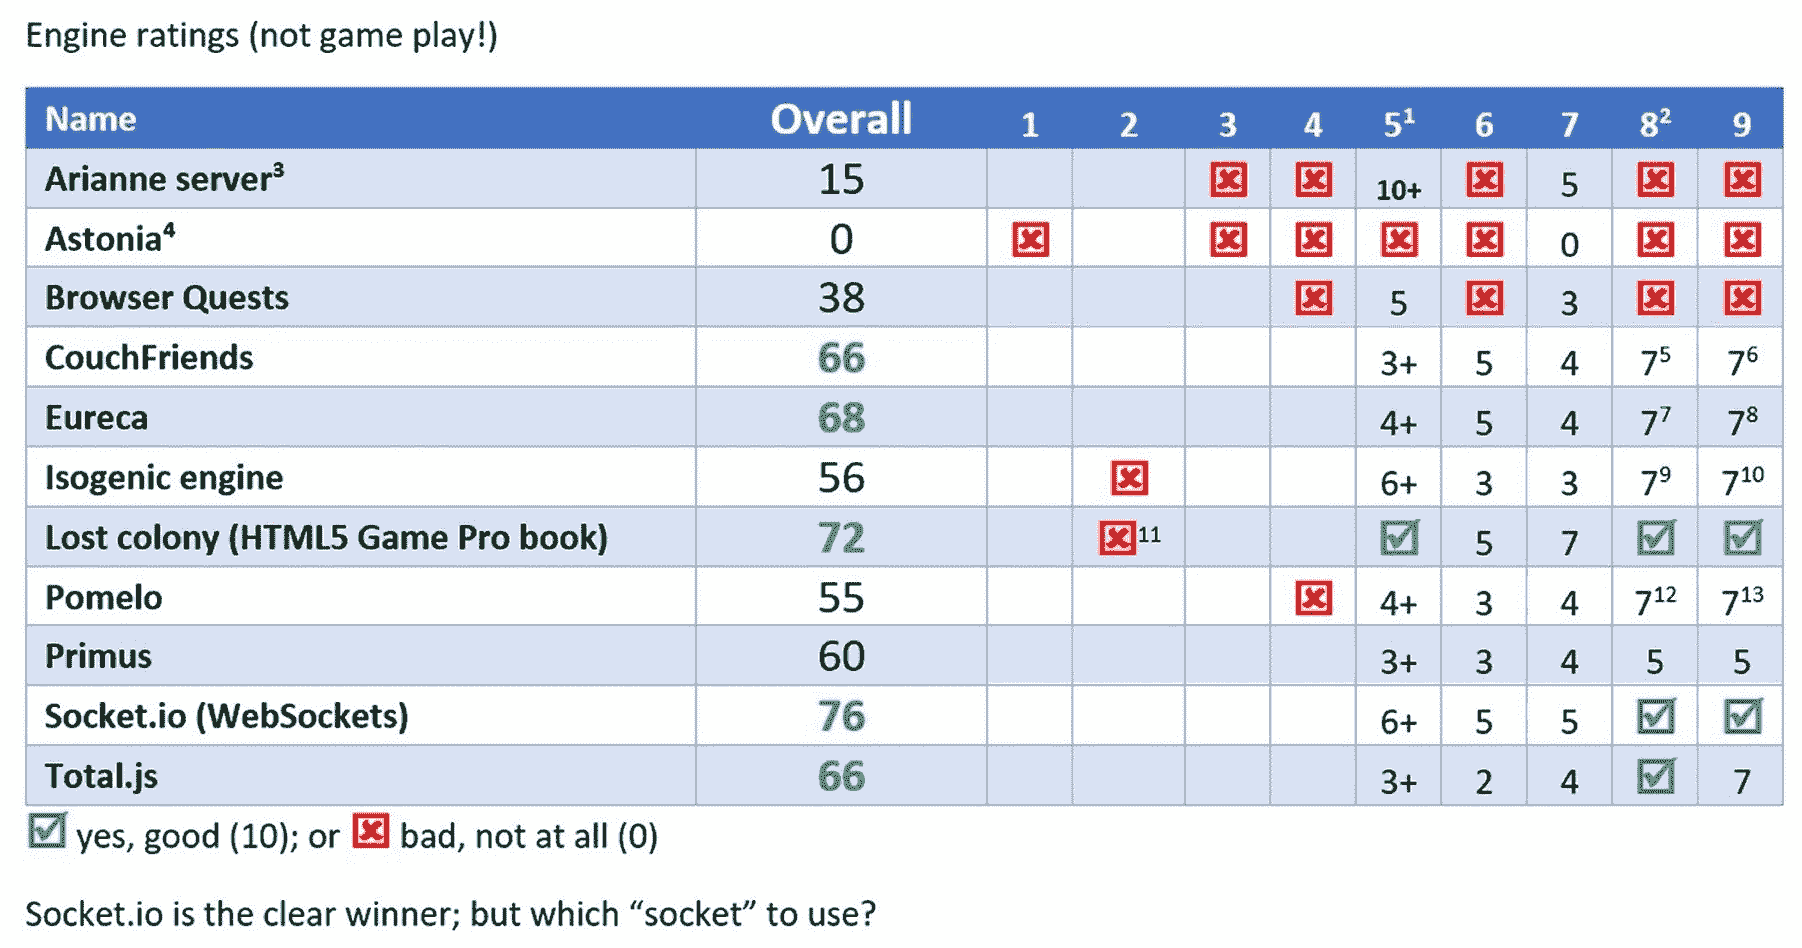 Engine ratings (not game play!)
Name Overall 1 2 3 4 5¹ 6 7 8² 9
Arianne server³ 15 10+ 5
Astonia⁴ 0 0
Browser Quests 38 5 3
CouchFriends 66 3+ 5 4 7⁵ 7⁶
Eureca 68 4+ 5 4 7⁷ 7⁸
Isogenic engine 56 6+ 3 3 7⁹ 7¹⁰
Lost colony (HTML5 Game Pro book) 72 ¹¹ 5 7
Pomelo 55 4+ 3 4 7¹² 7¹³
Primus 60 3+ 3 4 5 5
Socket.io (WebSockets) 76 6+ 5 5
Total.js 66 3+ 2 4 7
yes, good (10); or bad, not at all (0)
Socket.io is the clear winner; but which “socket” to use?